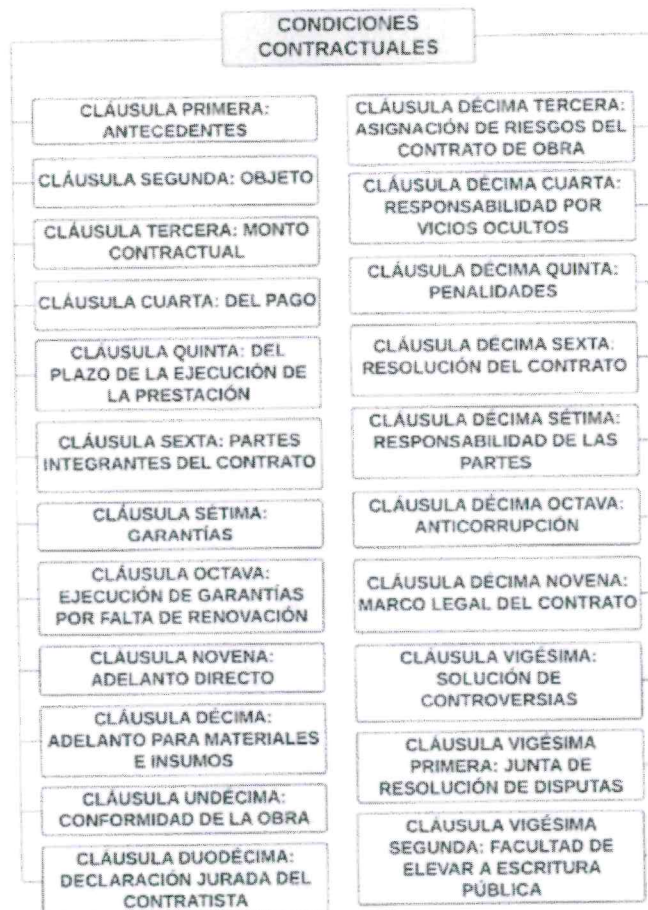 CONDICIONES
CONTRACTUALES
CLÁUSULA PRIMERA:
ANTECEDENTES
CLÁUSULA SEGUNDA: OBJETO
CLÁUSULA TERCERA: MONTO
CONTRACTUAL
CLÁUSULA CUARTA: DEL PAGO
CLÁUSULA QUINTA: DEL
PLAZO DE LA EJECUCIÓN DE
LA PRESTACIÓN
CLÁUSULA SEXTA: PARTES
INTEGRANTES DEL CONTRATO
CLÁUSULA SÉTIMA:
GARANTÍAS
CLÁUSULA OCTAVA:
EJECUCIÓN DE GARANTÍAS
POR FALTA DE RENOVACIÓN
CLÁUSULA NOVENA:
ADELANTO DIRECTO
CLÁUSULA DÉCIMA:
ADELANTO PARA MATERIALES
E INSUMOS
CLÁUSULA UNDÉCIMA:
CONFORMIDAD DE LA OBRA
CLÁUSULA DUODÉCIMA:
DECLARACIÓN JURADA DEL
CONTRATISTA
CLÁUSULA DÉCIMA TERCERA:
ASIGNACIÓN DE RIESGOS DEL
CONTRATO DE OBRA
CLÁUSULA DÉCIMA CUARTA:
RESPONSABILIDAD POR
VICIOS OCULTOS
CLÁUSULA DÉCIMA QUINTA:
PENALIDADES
CLÁUSULA DÉCIMA SEXTA:
RESOLUCIÓN DEL CONTRATO
CLÁUSULA DÉCIMA SÉTIMA:
RESPONSABILIDAD DE LAS
PARTES
CLÁUSULA DÉCIMA OCTAVA:
ANTICORRUPCIÓN
CLÁUSULA DÉCIMA NOVENA:
MARCO LEGAL DEL CONTRATO
CLÁUSULA VIGÉSIMA:
SOLUCIÓN DE
CONTROVERSIAS
CLÁUSULA VIGÉSIMA
PRIMERA: JUNTA DE
RESOLUCIÓN DE DISPUTAS
CLÁUSULA VIGÉSIMA
SEGUNDA: FACULTAD DE
ELEVAR A ESCRITURA
PÚBLICA